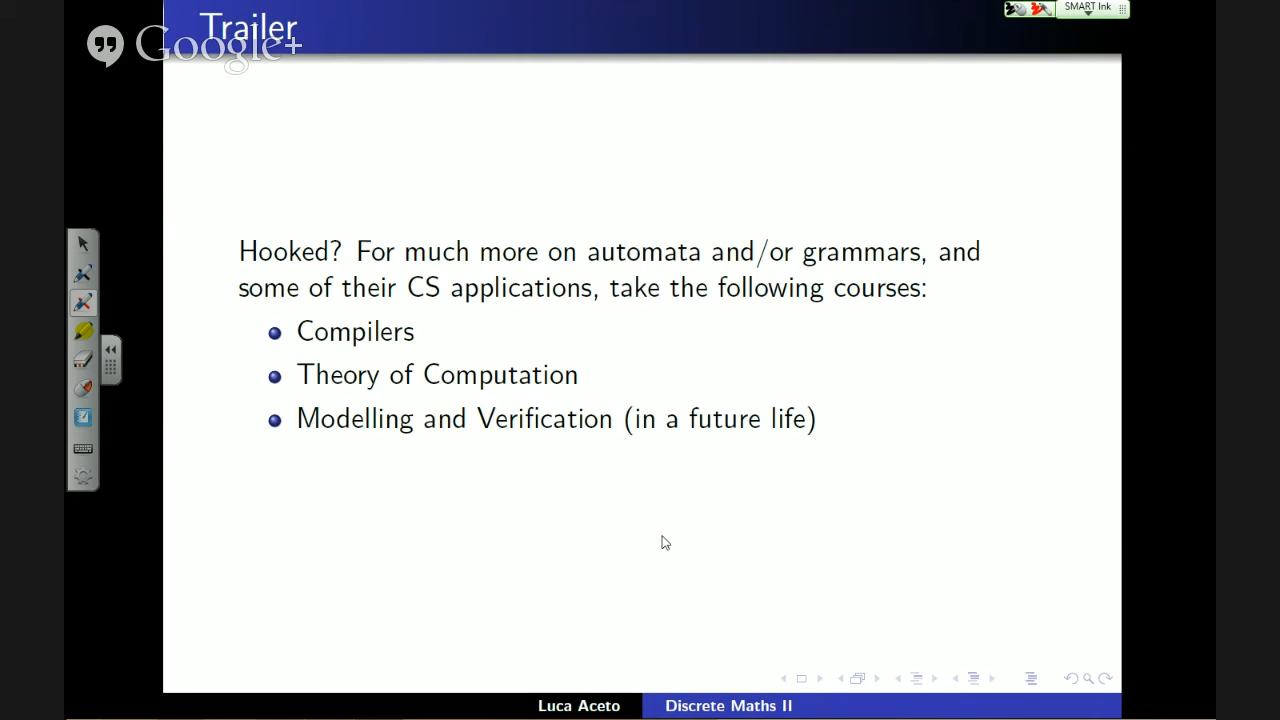 Trailer
Google+
SMART Ink
Hooked? For much more on automata and/or grammars, and
some of their CS applications, take the following courses:
Compilers
Theory of Computation
Modelling and Verification (in a future life)
Luca Aceto
Discrete Maths II